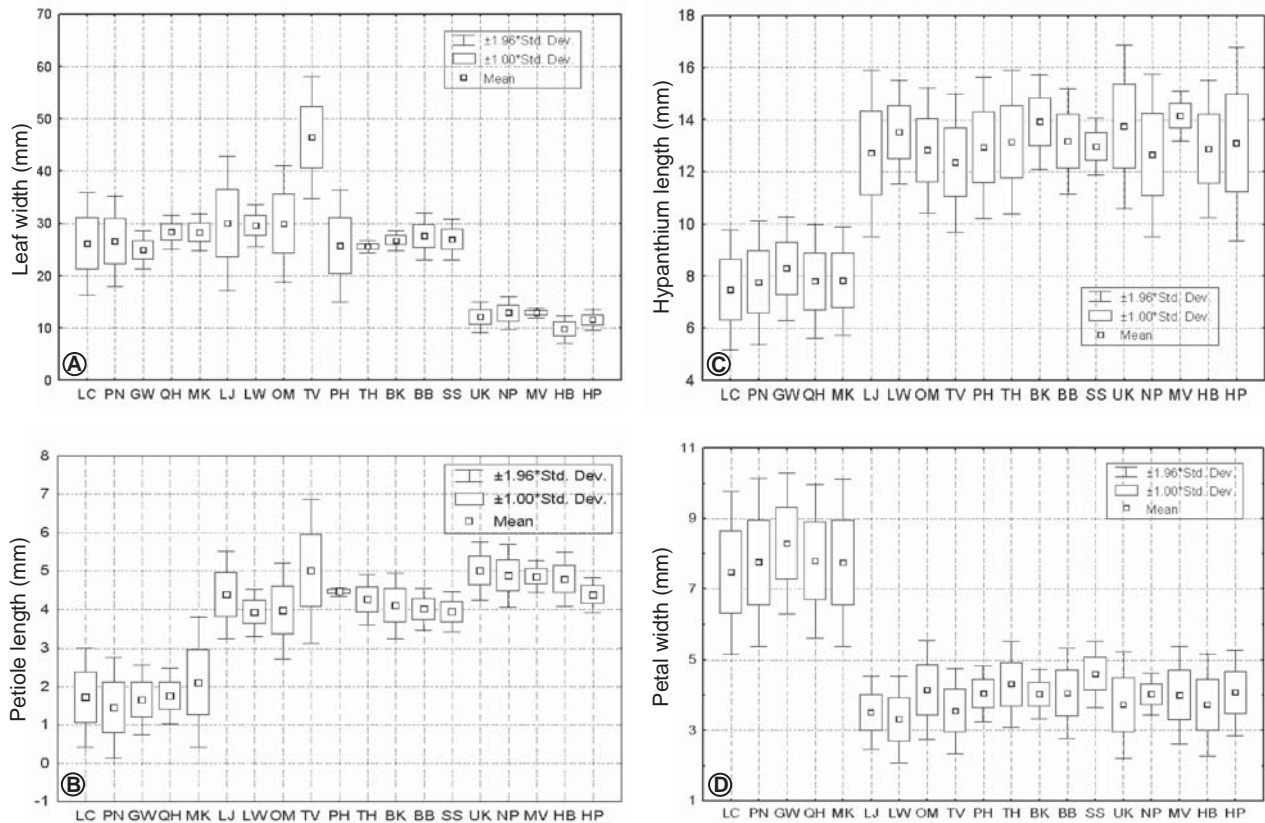 70
60
50
40
30
20
10
0
Leaf width (mm)
±1.96*Std. Dev.
±1.00*Std. Dev.
Mean
A
LC PN GW QH MK LJ LW OM TV PH TH BK BB SS UK NP MV HB HP
18
16
14
12
10
8
6
4
Hypanthium length (mm)
±1.96*Std. Dev.
±1.00*Std. Dev.
Mean
C
LC PN GW QH MK LJ LW OM TV PH TH BK BB SS UK NP MV HB HP
8
7
6
5
4
3
2
1
0
-1
Petiole length (mm)
±1.96*Std. Dev.
±1.00*Std. Dev.
Mean
B
LC PN GW QH MK LJ LW OM TV PH TH BK BB SS UK NP MV HB HP
11
9
7
5
3
1
Petal width (mm)
±1.96*Std. Dev.
±1.00*Std. Dev.
Mean
D
LC PN GW QH MK LJ LW OM TV PH TH BK BB SS UK NP MV HB HP